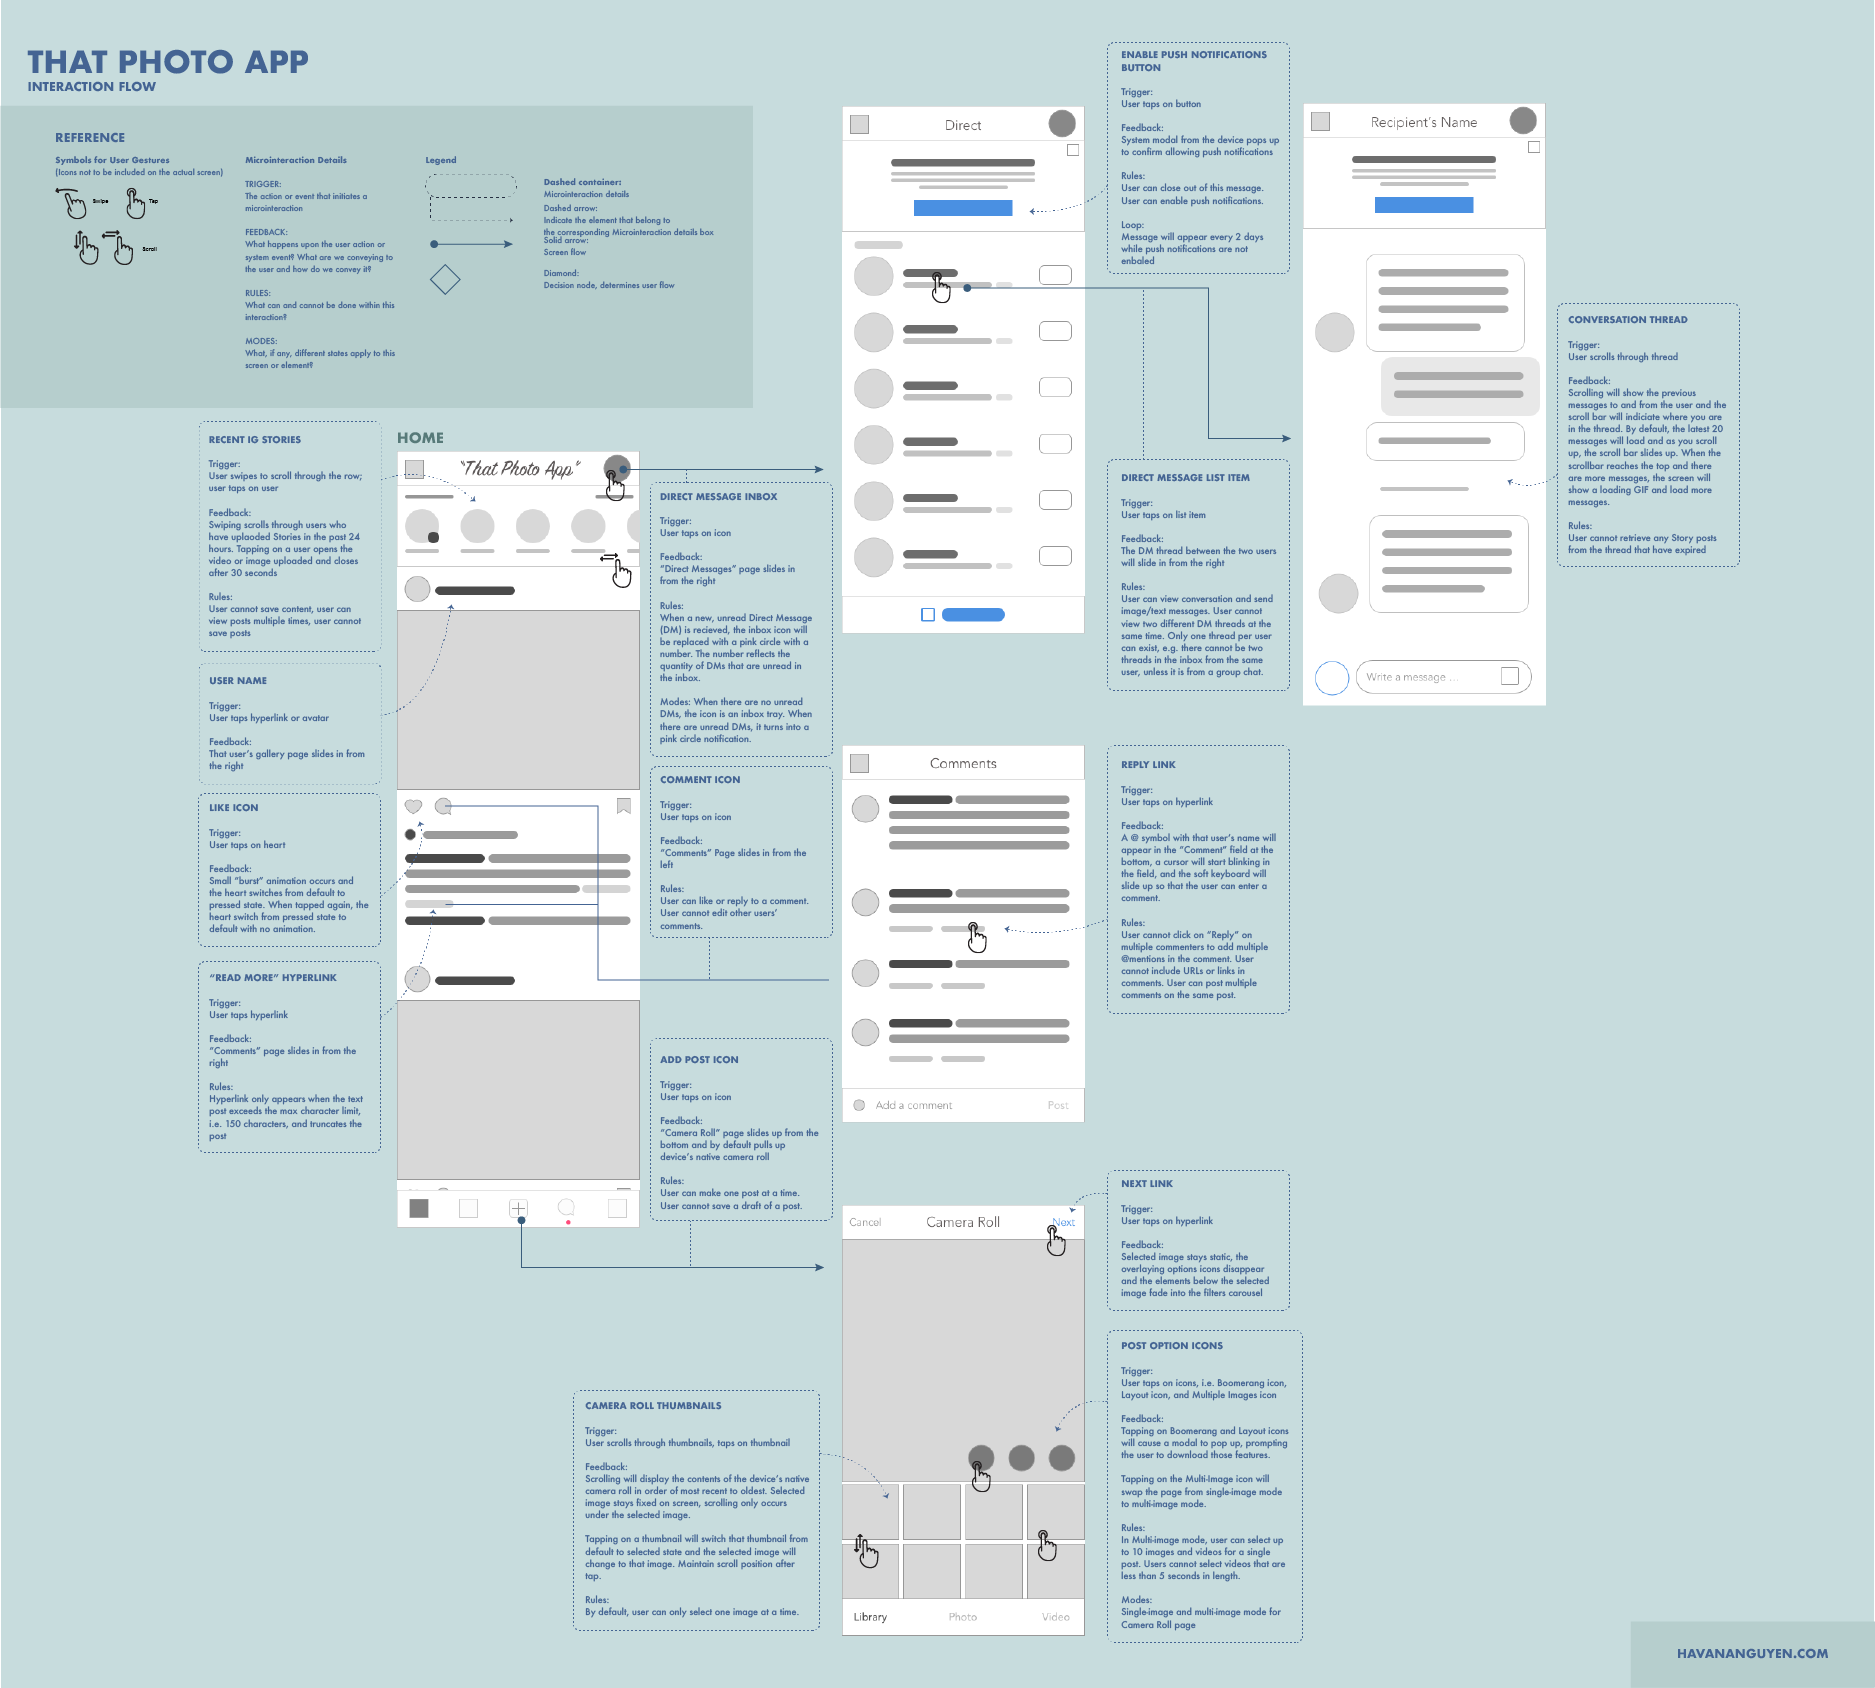 THAT PHOTO APP
INTERACTION FLOW
REFERENCE
Symbols for User Gestures
(Icons not to be included on the actual screen)
Swipe
Tap
Scroll
Microinteraction Details
TRIGGER:
The action or event that initiates a
microinteraction
FEEDBACK:
What happens upon the user action or
system event? What are we conveying to
the user and how do we convey it?
RULES:
What can and cannot be done within this
interaction?
MODES:
What, if any, different states apply to this
screen or element?
Legend
Dashed container:
Microinteraction details
Dashed arrow:
Indicate the element that belong to
the corresponding Microinteraction details box
Solid arrow:
Screen flow
Diamond:
Decision node, determines user flow
RECENT IG STORIES
Trigger:
User swipes to scroll through the row;
user taps on user
Feedback:
Swiping scrolls through users who
have uplooded Stories in the past 24
hours. Tapping on a user opens the
video or image uploaded and closes
after 30 seconds
Rules:
User cannot save content, user can
view posts multiple times, user cannot
save posts
USER NAME
Trigger:
User taps hyperlink or avatar
Feedback:
That user's gallery page slides in from
the right
LIKE ICON
Trigger:
User taps on heart
Feedback:
Small "burst" animation occurs and
the heart switches from default to
pressed state. When tapped again, the
heart switch from pressed state to
default with no animation.
"READ MORE" HYPERLINK
Trigger:
User taps hyperlink
Feedback:
"Comments" page slides in from the
right
Rules:
Hyperlink only appears when the text
post exceeds the max character limit,
i.e. 150 characters, and truncates the
post
HOME
"That Photo App"
DIRECT MESSAGE INBOX
Trigger:
User taps on icon
Feedback:
"Direct Messages" page slides in
from the right
Rules:
When a new, unread Direct Message
(DM) is recieved, the inbox icon will
be replaced with a pink circle with a
number. The number reflects the
quantity of DMs that are unread in
the inbox.
Modes: When there are no unread
DMs, the icon is an inbox tray. When
there are unread DMs, it turns into a
pink circle notification.
COMMENT ICON
Trigger:
User taps on icon
Feedback:
"Comments" Page slides in from the
left
Rules:
User can like or reply to a comment.
User cannot edit other users'
comments.
ADD POST ICON
Trigger:
User taps on icon
Feedback:
"Camera Roll" page slides up from the
bottom and by default pulls up
device's native camera roll
Rules:
User can make one post at a time.
User cannot save a draft of a post.
Direct
ENABLE PUSH NOTIFICATIONS
BUTTON
Trigger:
User taps on button
Feedback:
System modal from the device pops up
to confirm allowing push notifications
Rules:
User can close out of this message.
User can enable push notifications.
Loop:
Message will appear every 2 days
while push notifications are not
enbaled
Recipient's Name
Write a message ...
CONVERSATION THREAD
Trigger:
User scrolls through thread
Feedback:
Scrolling will show the previous
messages to and from the user and the
scroll bar will indiciate where you are
in the thread. By default, the latest 20
messages will load and as you scroll
up, the scroll bar slides up. When the
scrollbar reaches the top and there
are more messages, the screen will
show a loading GIF and load more
messages.
Rules:
User cannot retrieve any Story posts
from the thread that have expired
DIRECT MESSAGE LIST ITEM
Trigger:
User taps on list item
Feedback:
The DM thread between the two users
will slide in from the right
Rules:
User can view conversation and send
image/text messages. User cannot
view two different DM threads at the
same time. Only one thread per user
can exist, e.g. there cannot be two
threads in the inbox from the same
user, unless it is from a group chat.
Comments
Add a comment
Post
REPLY LINK
Trigger:
User taps on hyperlink
Feedback:
A @ symbol with that user's name will
appear in the "Comment" field at the
bottom, a cursor will start blinking in
the field, and the soft keyboard will
slide up so that the user can enter a
comment.
Rules:
User cannot click on "Reply" on
multiple commenters to add multiple
@mentions in the comment. User
cannot include URLs or links in
comments. User can post multiple
comments on the same post.
Cancel
Camera Roll
Next
Library
Photo
Video
NEXT LINK
Trigger:
User taps on hyperlink
Feedback:
Selected image stays static, the
overlaying options icons disappear
and the elements below the selected
image fade into the filters carousel
POST OPTION ICONS
Trigger:
User taps on icons, i.e. Boomerang icon,
Layout icon, and Multiple Images icon
Feedback:
Tapping on Boomerang and Layout icons
will cause a modal to pop up, prompting
the user to download those features.
Tapping on the Multi-Image icon will
swap the page from single-image mode
to multi-image mode.
Rules:
In Multi-image mode, user can select up
to 10 images and videos for a single
post. Users cannot select videos that are
less than 5 seconds in length.
Modes:
Single-image and multi-image mode for
Camera Roll page
CAMERA ROLL THUMBNAILS
Trigger:
User scrolls through thumbnails, taps on thumbnail
Feedback:
Scrolling will display the contents of the device's native
camera roll in order of most recent to oldest. Selected
image stays fixed on screen, scrolling only occurs
under the selected image.
Tapping on a thumbnail will switch that thumbnail from
default to selected state and the selected image will
change to that image. Maintain scroll position after
tap.
Rules:
By default, user can only select one image at a time.
HAVANANGUYEN.COM